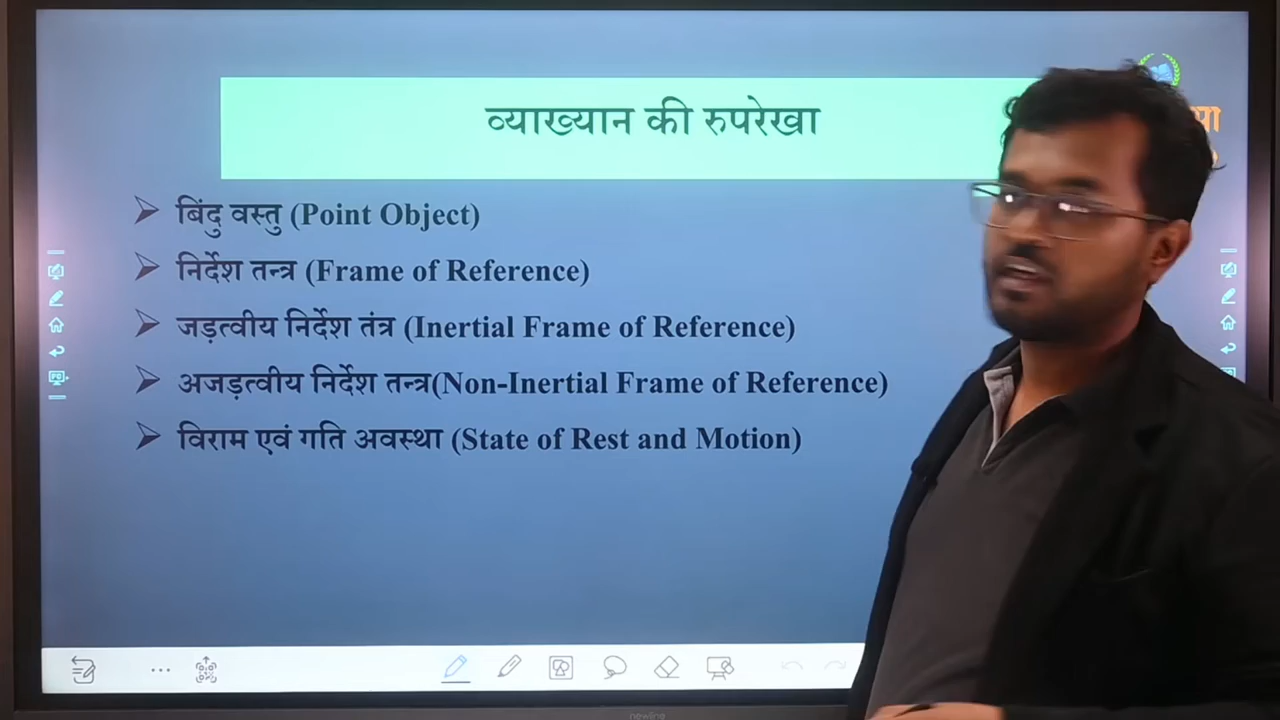 व्याख्यान की रुपरेखा
बिंदु वस्तु (Point Object)
निर्देश तन्त्र (Frame of Reference)
जड़त्वीय निर्देश तंत्र (Inertial Frame of Reference)
अजड़त्वीय निर्देश तन्त्र(Non-Inertial Frame of Reference)
विराम एवं गति अवस्था (State of Rest and Motion)
newline